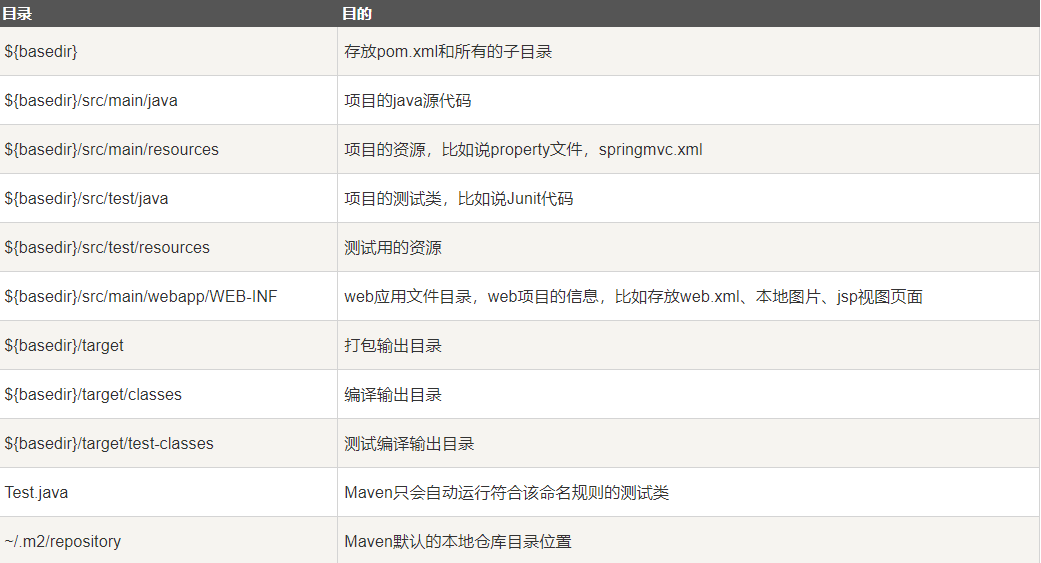 目录 目的
${basedir} 存放pom.xml和所有的子目录
${basedir}/src/main/java 项目的java源代码
${basedir}/src/main/resources 项目的资源，比如说property文件，springmvc.xml
${basedir}/src/test/java 项目的测试类，比如说Junit代码
${basedir}/src/test/resources 测试用的资源
${basedir}/src/main/webapp/WEB-INF web应用文件目录，web项目的信息，比如存放web.xml、本地图片、jsp视图页面
${basedir}/target 打包输出目录
${basedir}/target/classes 编译输出目录
${basedir}/target/test-classes 测试编译输出目录
Test.java Maven只会自动运行符合该命名规则的测试类
~/.m2/repository Maven默认的本地仓库目录位置